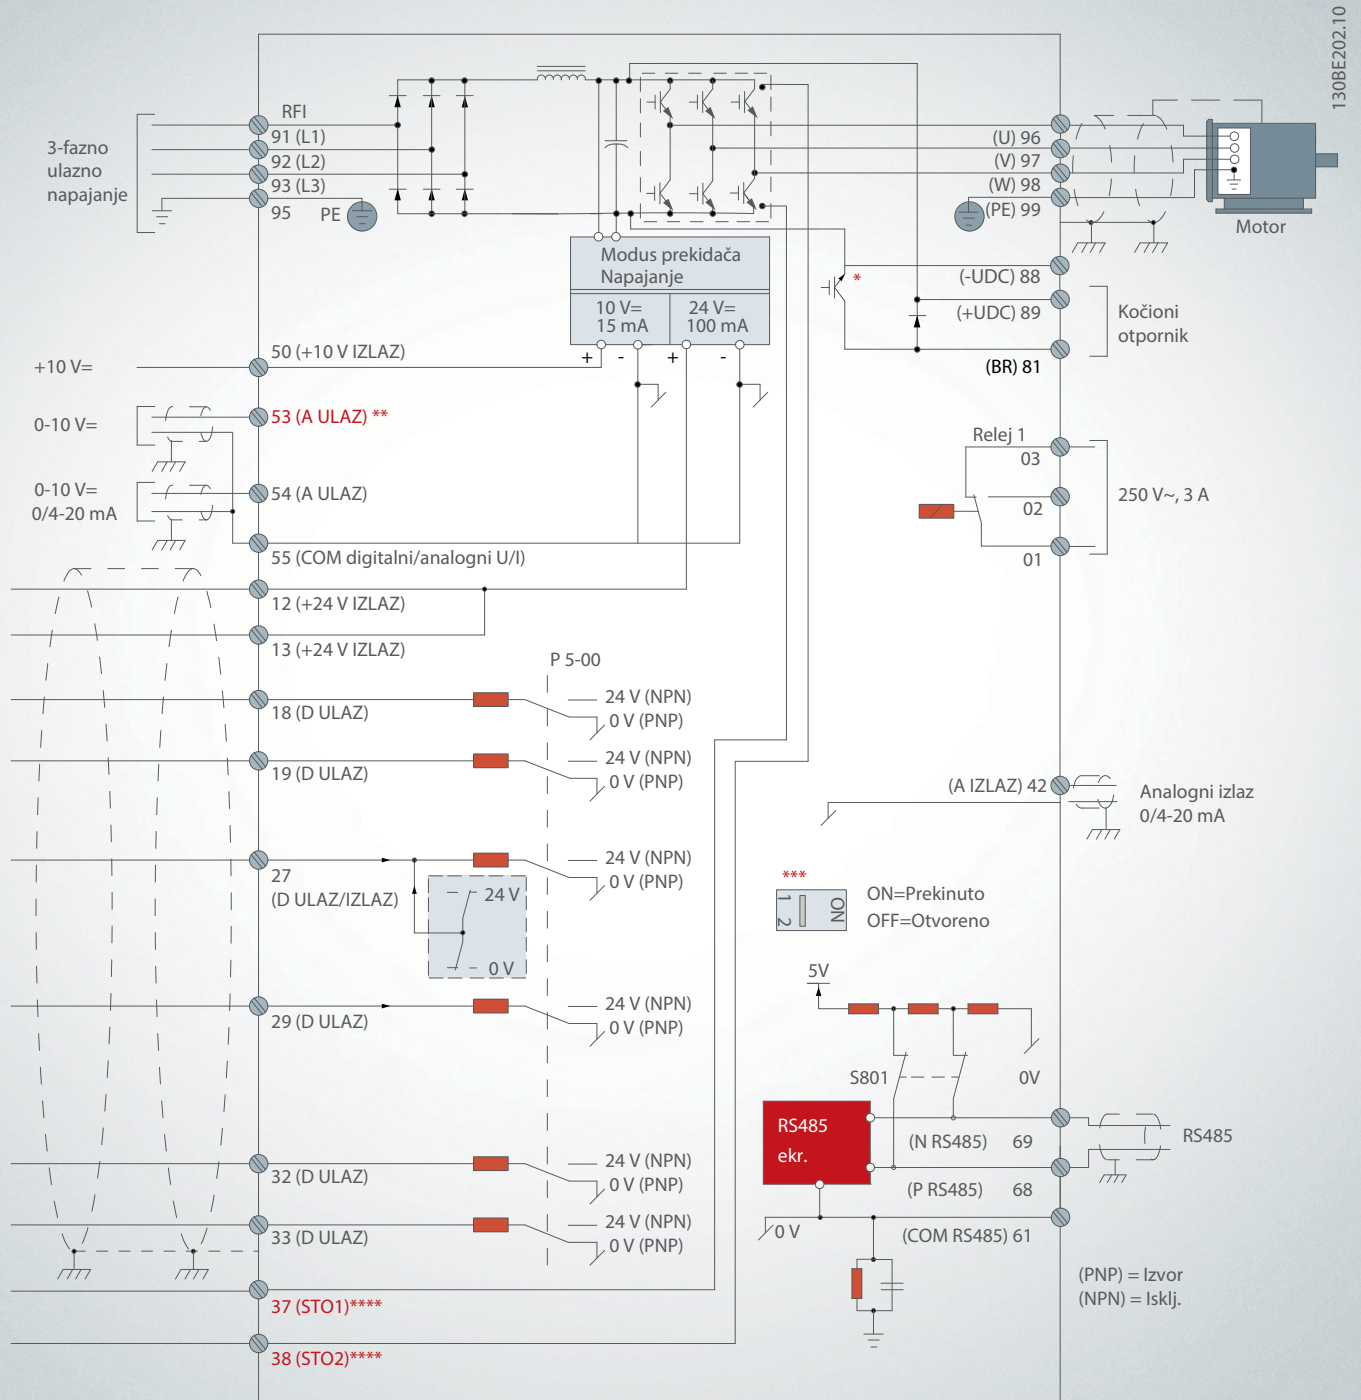 130BE202.10
RFI
3-fazno
ulazno
napajanje
91 (L1)
92 (L2)
93 (L3)
95
PE
(U) 96
(V) 97
(W) 98
(PE) 99
Motor
Modus prekidača
Napajanje
10 V=
15 mA
24 V=
100 mA
+
-
+
-
*
(-UDC) 88
(+UDC) 89
(BR) 81
Kočioni
otpornik
+10 V=
50 (+10 V IZLAZ)
0-10 V=
53 (A ULAZ) **
0-10 V=
0/4-20 mA
54 (A ULAZ)
55 (COM digitalni/analogni U/I)
Relej 1
03
02
01
250 V~, 3 A
12 (+24 V IZLAZ)
13 (+24 V IZLAZ)
P 5-00
18 (D ULAZ)
24 V (NPN)
0 V (PNP)
19 (D ULAZ)
24 V (NPN)
0 V (PNP)
(A IZLAZ) 42
Analogni izlaz
0/4-20 mA
27
(D ULAZ/IZLAZ)
24 V (NPN)
0 V (PNP)
24 V
0 V
***
1
2
ON
ON=Prekinuto
OFF=Otvoreno
29 (D ULAZ)
24 V (NPN)
0 V (PNP)
5V
S801
0V
RS485
ekr.
(N RS485) 69
(P RS485) 68
RS485
0 V
(COM RS485) 61
32 (D ULAZ)
24 V (NPN)
0 V (PNP)
33 (D ULAZ)
24 V (NPN)
0 V (PNP)
(PNP) = Izvor
(NPN) = Isklj.
37 (STO1)****
38 (STO2)****